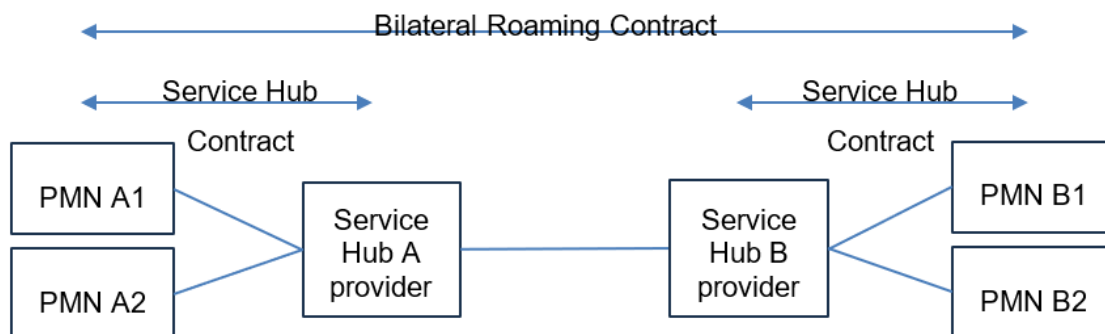 Bilateral Roaming Contract
Service Hub
Contract
Service Hub
Contract
PMN A1
PMN A2
Service
Hub A
provider
Service
Hub B
provider
PMN B1
PMN B2